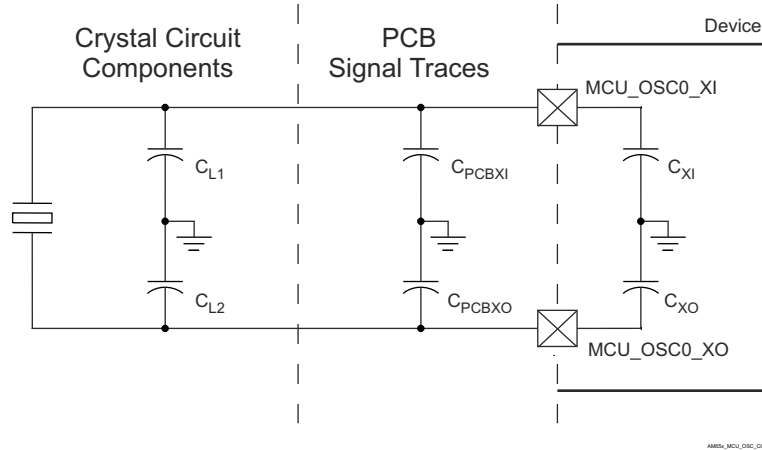 Crystal Circuit
Components
PCB
Signal Traces
Device
MCU_OSC0_XI
CL1
CPCBXI
CXI
CL2
CPCBXO
CXO
MCU_OSC0_XO